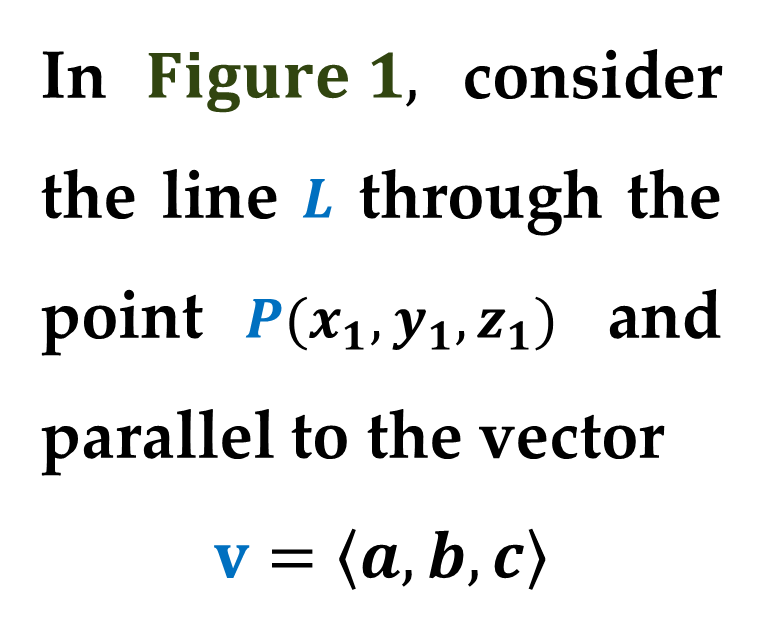 In Figure 1, consider
the line L through the
point P(x₁, y₁, z₁) and
parallel to the vector
v = ⟨a, b, c⟩